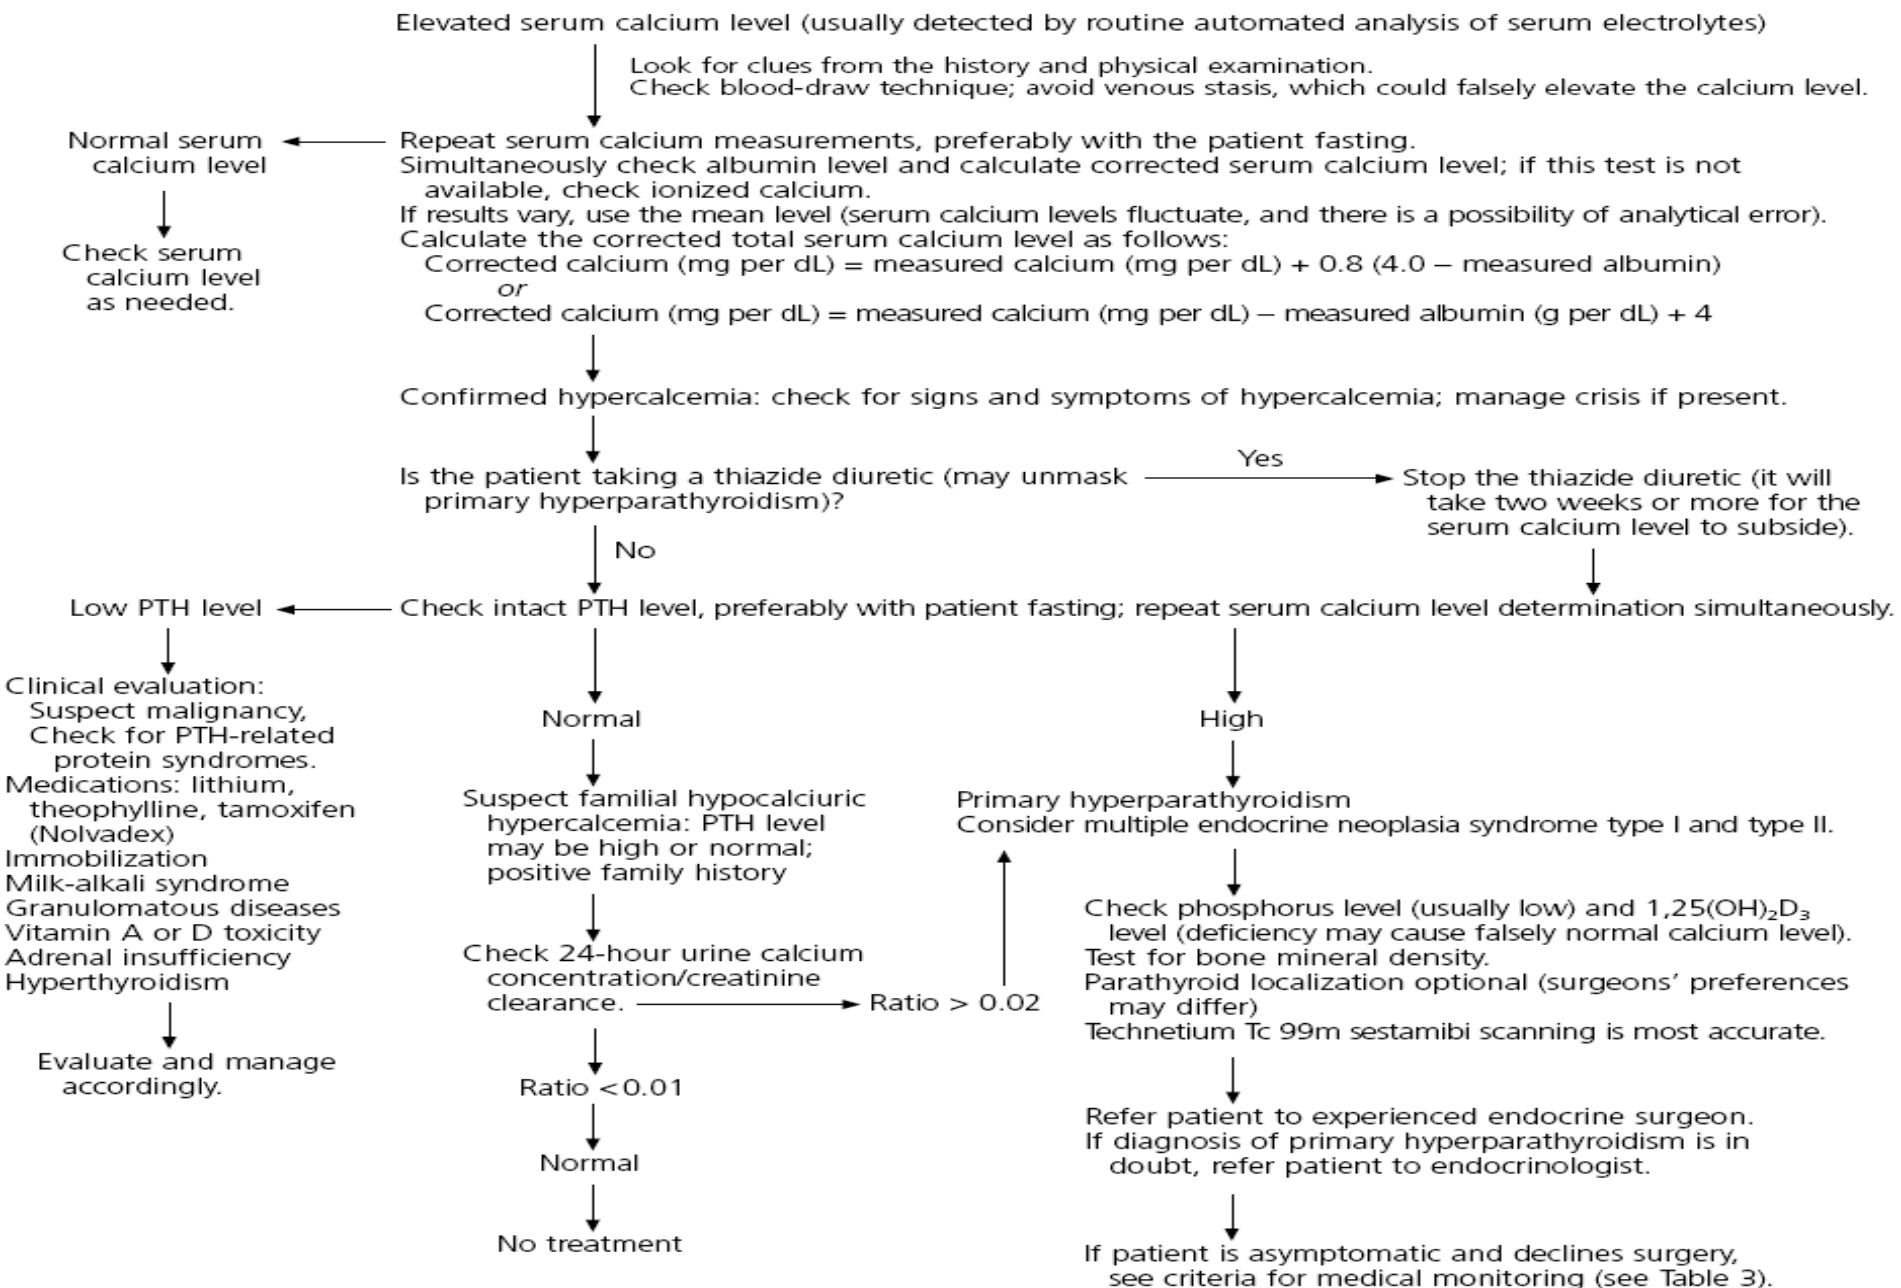 Elevated serum calcium level (usually detected by routine automated analysis of serum electrolytes)
Look for clues from the history and physical examination.
Check blood-draw technique; avoid venous stasis, which could falsely elevate the calcium level.
Normal serum
calcium level
Check serum
calcium level
as needed.
Repeat serum calcium measurements, preferably with the patient fasting.
Simultaneously check albumin level and calculate corrected serum calcium level; if this test is not
available, check ionized calcium.
If results vary, use the mean level (serum calcium levels fluctuate, and there is a possibility of analytical error).
Calculate the corrected total serum calcium level as follows:
Corrected calcium (mg per dL) = measured calcium (mg per dL) + 0.8 (4.0 – measured albumin)
or
Corrected calcium (mg per dL) = measured calcium (mg per dL) – measured albumin (g per dL) + 4
Confirmed hypercalcemia: check for signs and symptoms of hypercalcemia; manage crisis if present.
Is the patient taking a thiazide diuretic (may unmask
primary hyperparathyroidism)?
Yes
Stop the thiazide diuretic (it will
take two weeks or more for the
serum calcium level to subside).
No
Low PTH level
Check intact PTH level, preferably with patient fasting; repeat serum calcium level determination simultaneously.
Clinical evaluation:
Suspect malignancy,
Check for PTH-related
protein syndromes.
Medications: lithium,
theophylline, tamoxifen
(Nolvadex)
Immobilization
Milk-alkali syndrome
Granulomatous diseases
Vitamin A or D toxicity
Adrenal insufficiency
Hyperthyroidism
Evaluate and manage
accordingly.
Normal
Suspect familial hypocalciuric
hypercalcemia: PTH level
may be high or normal;
positive family history
Check 24-hour urine calcium
concentration/creatinine
clearance.
Ratio > 0.02
Ratio <0.01
Normal
No treatment
High
Primary hyperparathyroidism
Consider multiple endocrine neoplasia syndrome type I and type II.
Check phosphorus level (usually low) and 1,25(OH)₂D₃
level (deficiency may cause falsely normal calcium level).
Test for bone mineral density.
Parathyroid localization optional (surgeons’ preferences
may differ)
Technetium Tc 99m sestamibi scanning is most accurate.
Refer patient to experienced endocrine surgeon.
If diagnosis of primary hyperparathyroidism is in
doubt, refer patient to endocrinologist.
If patient is asymptomatic and declines surgery,
see criteria for medical monitoring (see Table 3).